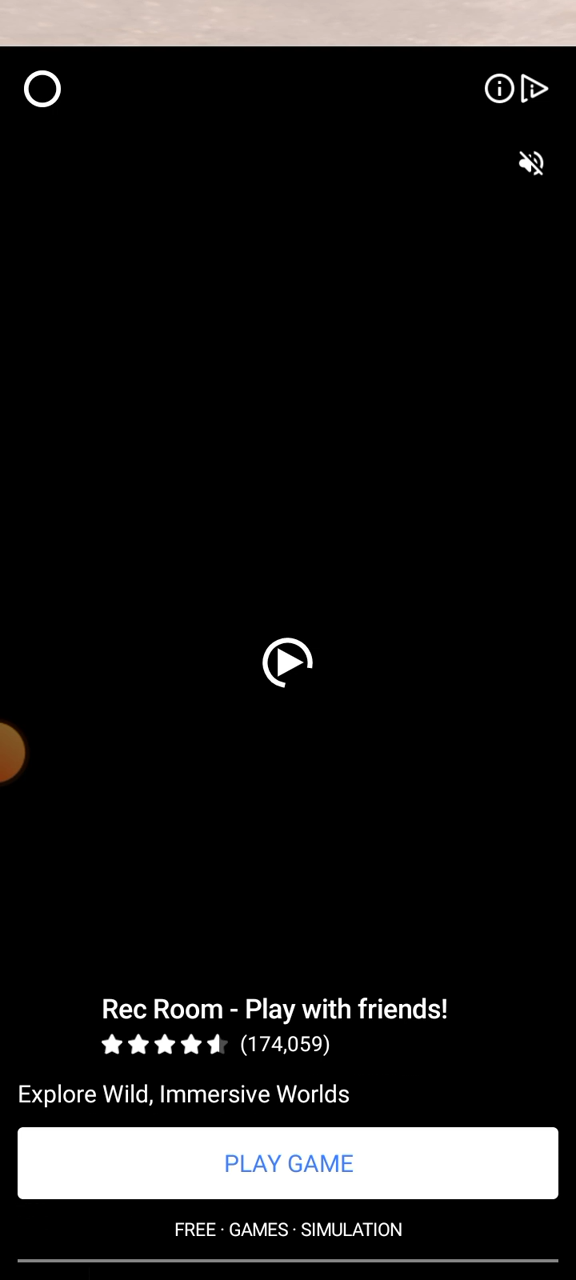 Rec Room - Play with friends!
(174,059)
Explore Wild, Immersive Worlds
PLAY GAME
FREE · GAMES · SIMULATION